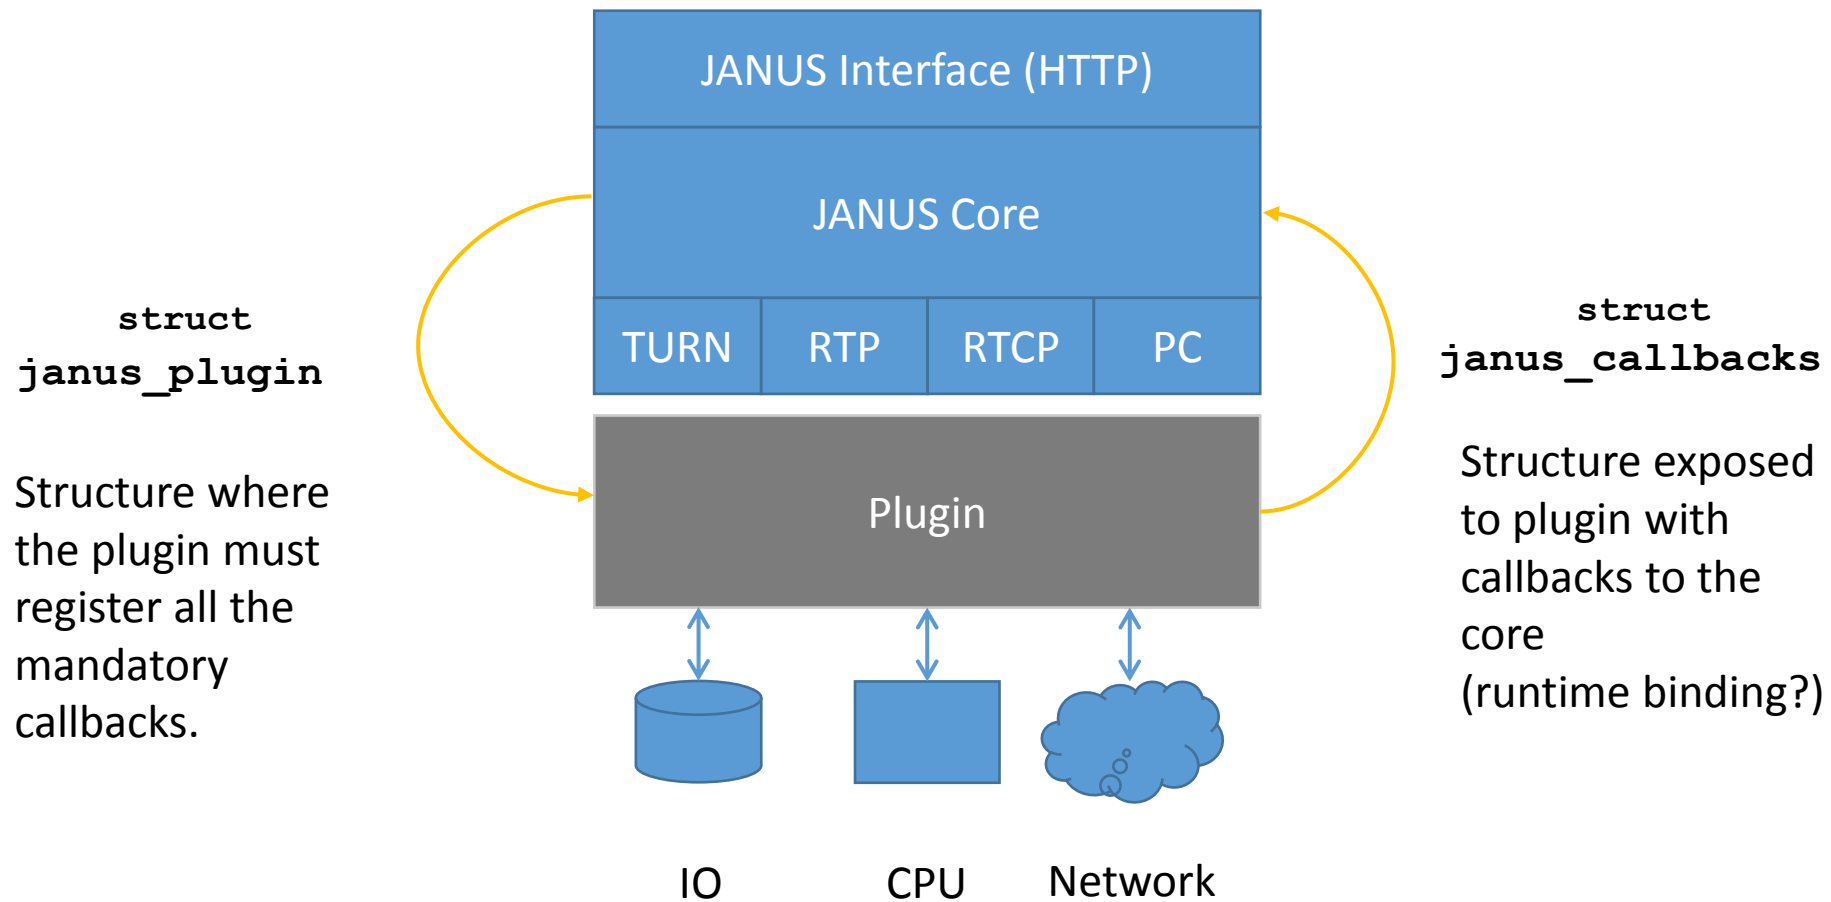 JANUS Interface (HTTP)
JANUS Core
TURN RTP RTCP PC
struct
janus_plugin
Structure where
the plugin must
register all the
mandatory
callbacks.
Plugin
struct
janus_callbacks
Structure exposed
to plugin with
callbacks to the
core
(runtime binding?)
IO CPU Network